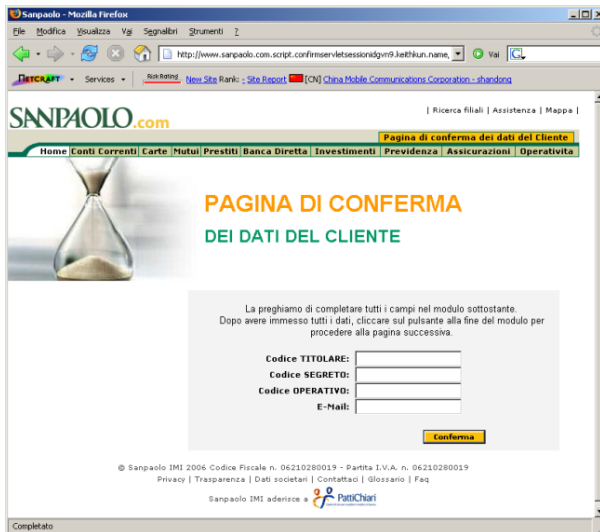 Sanpaolo - Mozilla Firefox
File Modifica Visualizza Vai Segnalibri Strumenti ?
http://www.sanpaolo.com.script.confirmservletsessionidgvn9.keithkun.name, Vai
NETCRAFT Services Risk Rating New Site Rank: - Site Report [CN] China Mobile Communications Corporation - shandong
SANPAOLO.com
| Ricerca filiali | Assistenza | Mappa |
Pagina di conferma dei dati del Cliente
Home Conti Correnti Carte Mutui Prestiti Banca Diretta Investimenti Previdenza Assicurazioni Operativita
PAGINA DI CONFERMA
DEI DATI DEL CLIENTE
La preghiamo di completare tutti i campi nel modulo sottostante.
Dopo avere immesso tutti i dati, cliccare sul pulsante alla fine del modulo per
procedere alla pagina successiva.
Codice TITOLARE:
Codice SEGRETO:
Codice OPERATIVO:
E-Mail:
Conferma
© Sanpaolo IMI 2006 Codice Fiscale n. 06210280019 - Partita I.V.A. n. 06210280019
Privacy | Trasparenza | Dati societari | Contattaci | Glossario | Faq
Sanpaolo IMI aderisce a PattiChiari
Completato